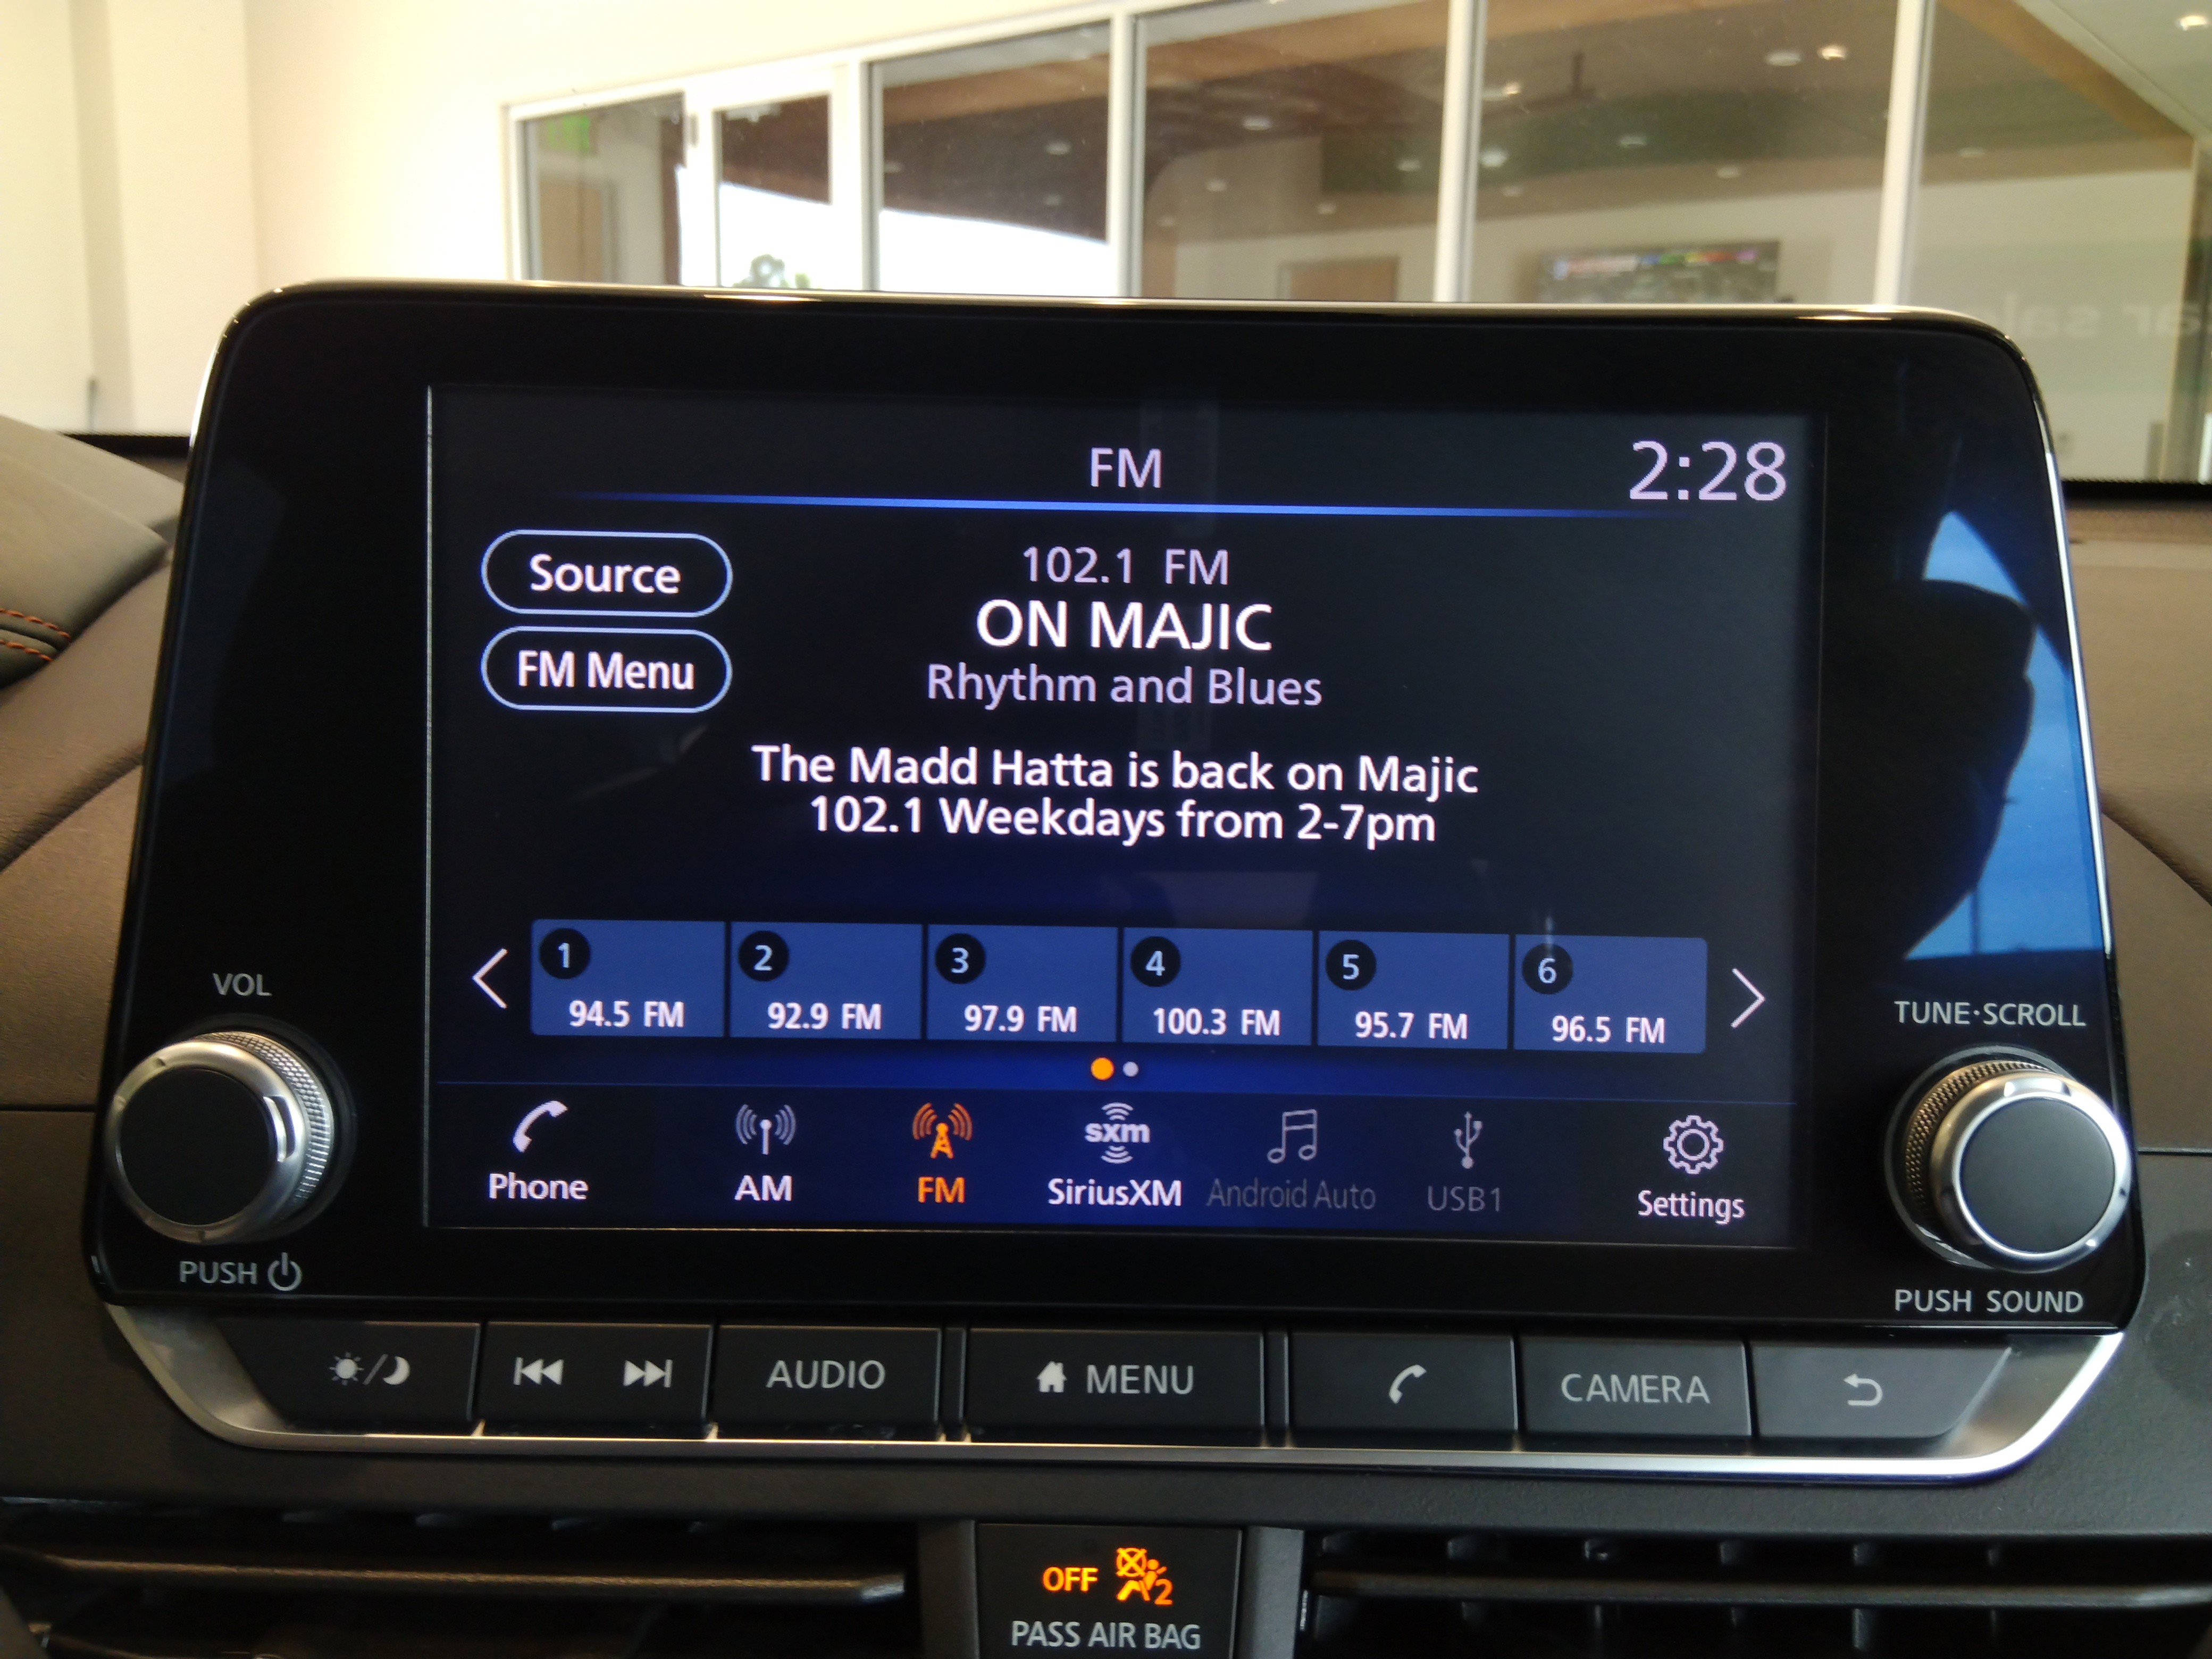 FM
2:28
Source
FM Menu
102.1 FM
ON MAJIC
Rhythm and Blues
The Madd Hatta is back on Majic
102.1 Weekdays from 2-7pm
1
94.5 FM
2
92.9 FM
3
97.9 FM
4
100.3 FM
5
95.7 FM
6
96.5 FM
Phone
AM
FM
sxm
SiriusXM
Android Auto
USB1
Settings
VOL
PUSH
TUNE·SCROLL
PUSH SOUND
AUDIO
MENU
CAMERA
OFF
2
PASS AIR BAG